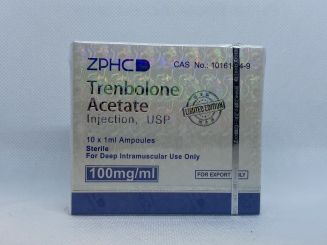 ZPHC
CAS No.: 10161-34-9
Trenbolone
Acetate
Injection, USP
LIMITED EDITION
10 x 1ml Ampoules
Sterile
For Deep Intramuscular Use Only
100mg/ml
FOR EXPORT ONLY